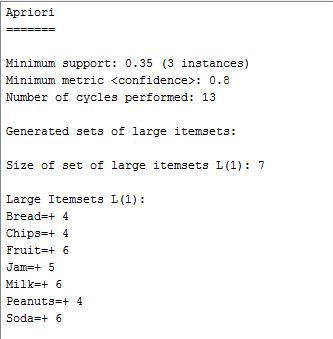 Apriori
=======
Minimum support: 0.35 (3 instances)
Minimum metric <confidence>: 0.8
Number of cycles performed: 13
Generated sets of large itemsets:
Size of set of large itemsets L(1): 7
Large Itemsets L(1):
Bread=+ 4
Chips=+ 4
Fruit=+ 6
Jam=+ 5
Milk=+ 6
Peanuts=+ 4
Soda=+ 6